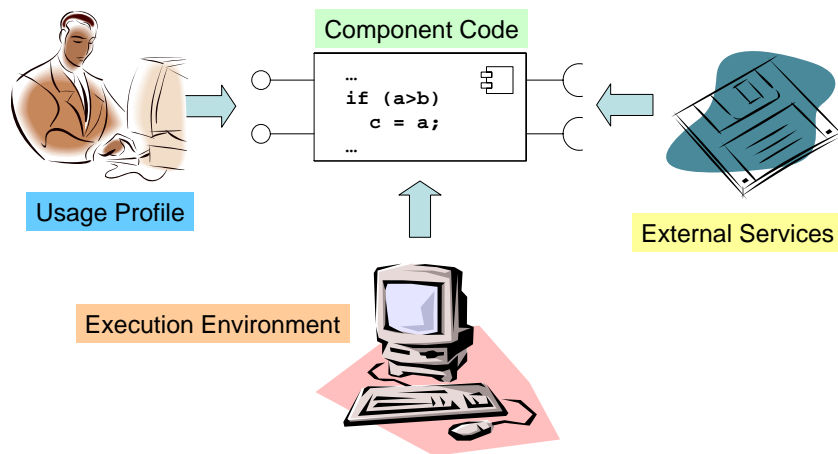 Component Code
…
if (a>b)
c = a;
…
Usage Profile
External Services
Execution Environment